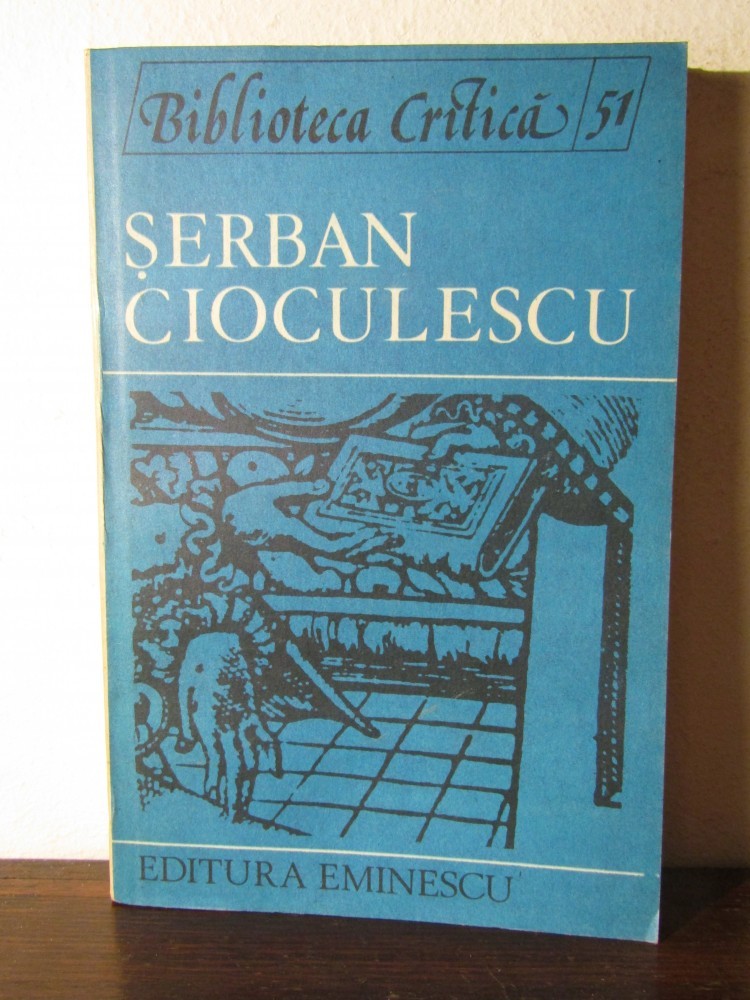 Biblioteca Critică 51
ȘERBAN
CIOCULESCU
EDITURA EMINESCU